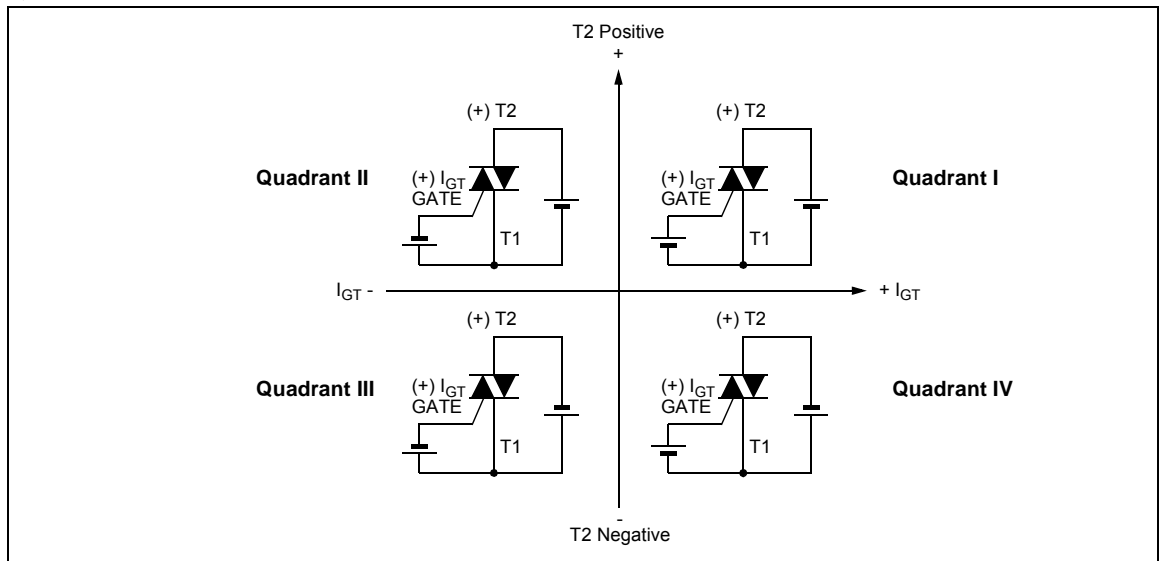 T2 Positive
+
(+) T2
(+) T2
Quadrant II
(+) IGT
GATE
T1
(+) IGT
GATE
T1
Quadrant I
IGT -
+ IGT
(+) T2
(+) T2
Quadrant III
(+) IGT
GATE
T1
(+) IGT
GATE
T1
Quadrant IV
-
T2 Negative